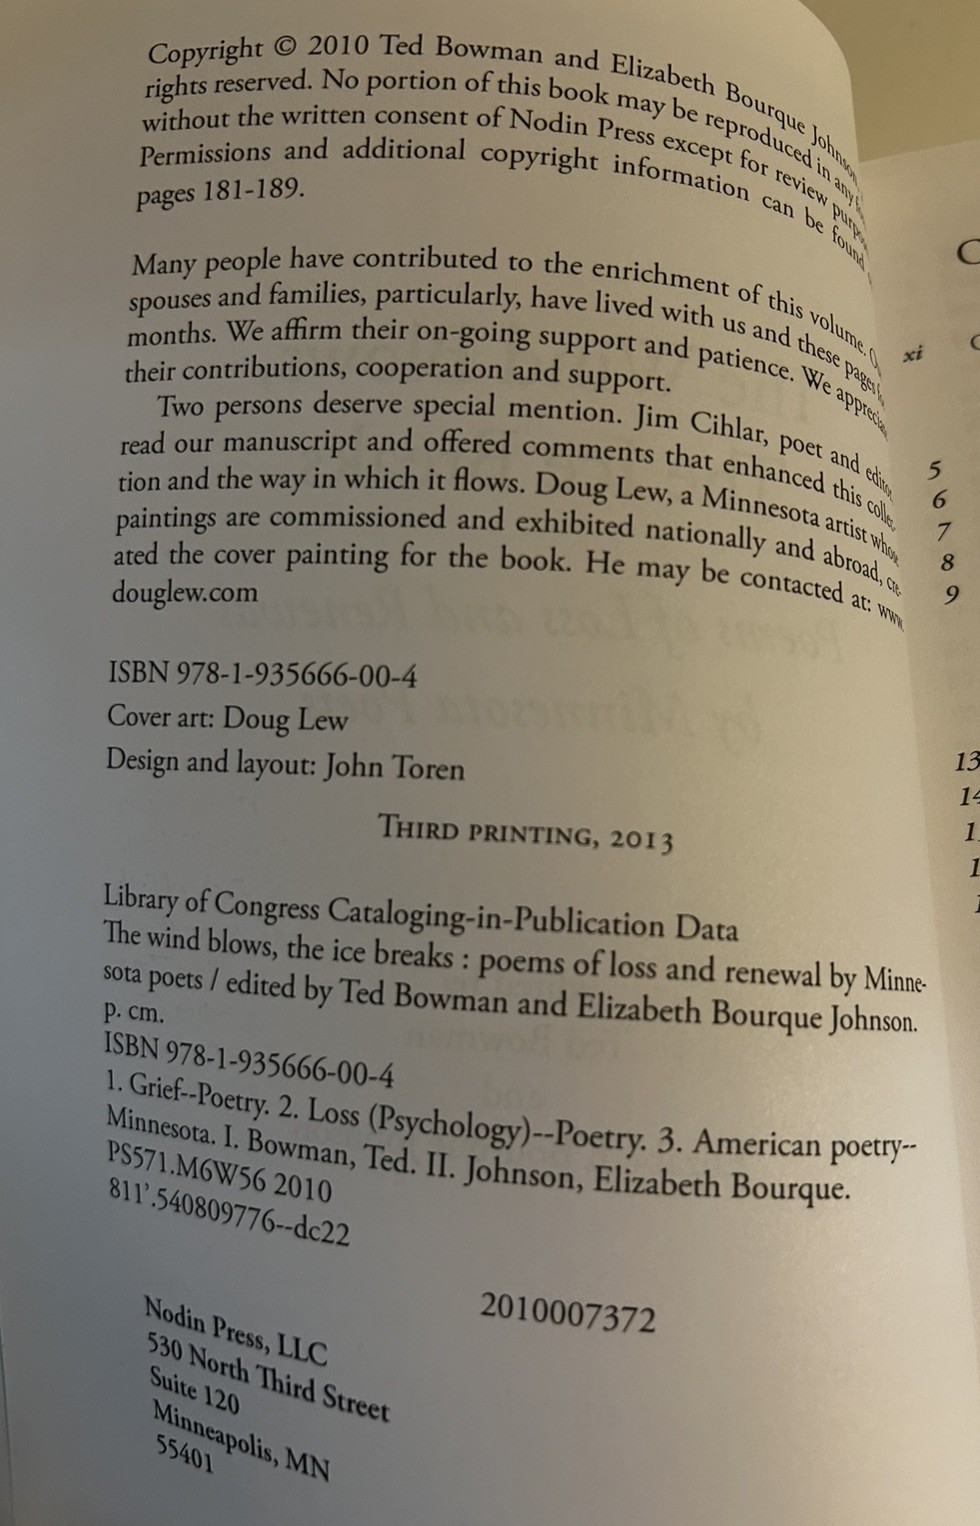 Copyright © 2010 Ted Bowman and Elizabeth Bourque Johnson
rights reserved. No portion of this book may be reproduced in any
without the written consent of Nodin Press except for review
Permissions and additional copyright information can be found
pages 181-189.
Many people have contributed to the enrichment of this volume.
spouses and families, particularly, have lived with us and these pages
months. We affirm their on-going support and patience. We
their contributions, cooperation and support.
Two persons deserve special mention. Jim Cihlar, poet and
read our manuscript and offered comments that enhanced this
tion and the way in which it flows. Doug Lew, a Minnesota artist whose
paintings are commissioned and exhibited nationally and abroad, cre-
ated the cover painting for the book. He may be contacted at: www.
douglew.com
ISBN 978-1-935666-00-4
Cover art: Doug Lew
Design and layout: John Toren
Third printing, 2013
Library of Congress Cataloging-in-Publication Data
The wind blows, the ice breaks : poems of loss and renewal by Minne-
sota poets / edited by Ted Bowman and Elizabeth Bourque Johnson.
p. cm.
ISBN 978-1-935666-00-4
1. Grief--Poetry. 2. Loss (Psychology)--Poetry. 3. American poetry--
Minnesota. I. Bowman, Ted. II. Johnson, Elizabeth Bourque.
PS571.M6W56 2010
811'.540809776--dc22
2010007372
Nodin Press, LLC
530 North Third Street
Suite 120
Minneapolis, MN
55401
xi
5
6
7
8
9
13